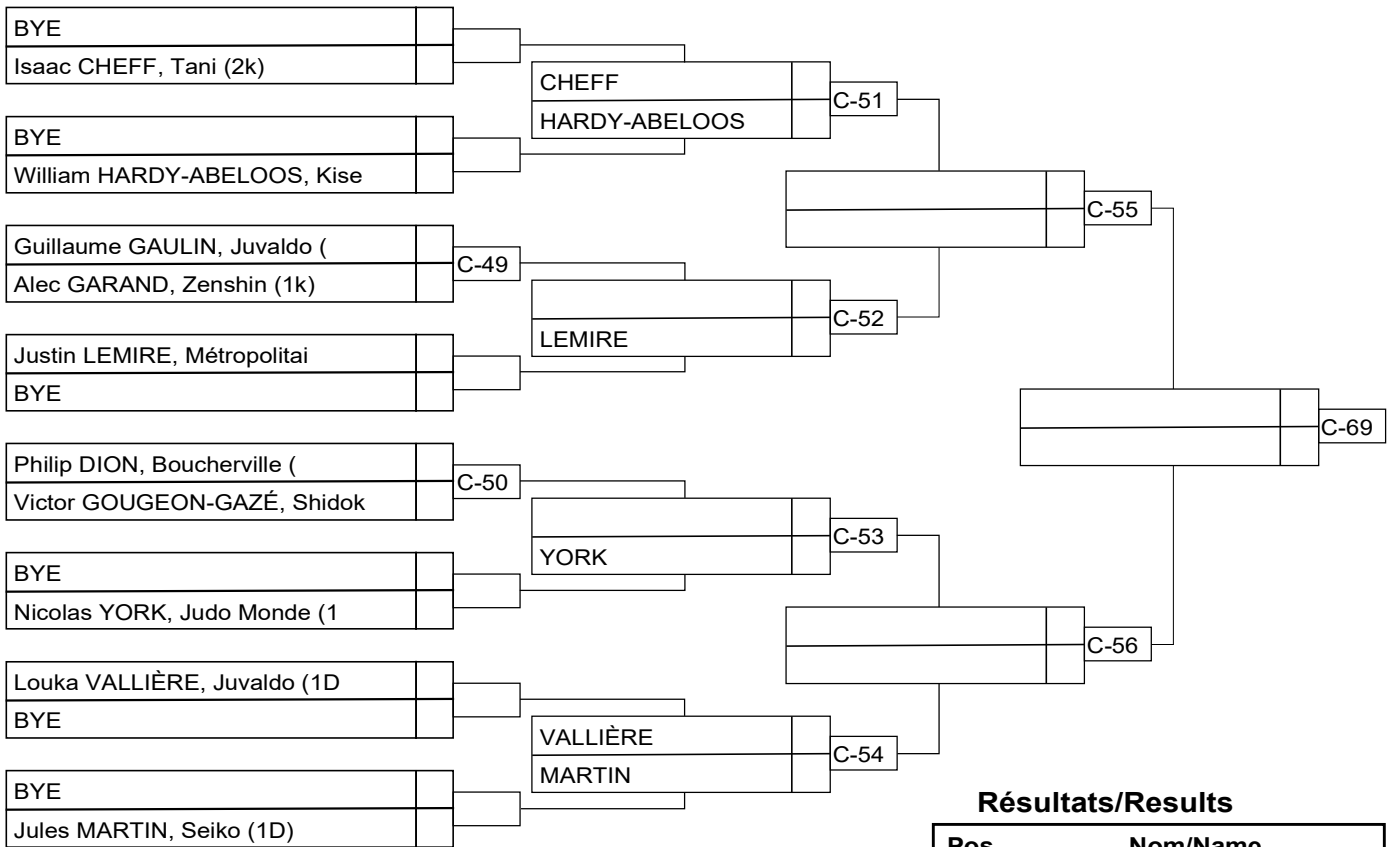 BYE
Isaac CHEFF, Tani (2k)
BYE
William HARDY-ABELOOS, Kise
Guillaume GAULIN, Juvaldo (
Alec GARAND, Zenshin (1k)
Justin LEMIRE, Métropolitai
BYE
Philip DION, Boucherville (
Victor GOUGEON-GAZÉ, Shidok
BYE
Nicolas YORK, Judo Monde (1
Louka VALLIÈRE, Juvaldo (1D
BYE
BYE
Jules MARTIN, Seiko (1D)
C-49
C-50
CHEFF
HARDY-ABELOOS
LEMIRE
YORK
VALLIÈRE
MARTIN
C-51
C-52
C-53
C-54
C-55
C-56
C-69
Résultats/Results
Pos Nom/Name